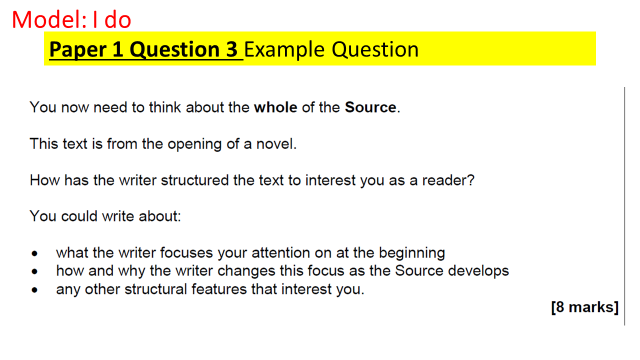 Model: I do
Paper 1 Question 3 Example Question
You now need to think about the whole of the Source.
This text is from the opening of a novel.
How has the writer structured the text to interest you as a reader?
You could write about:
• what the writer focuses your attention on at the beginning
• how and why the writer changes this focus as the Source develops
• any other structural features that interest you.
[8 marks]